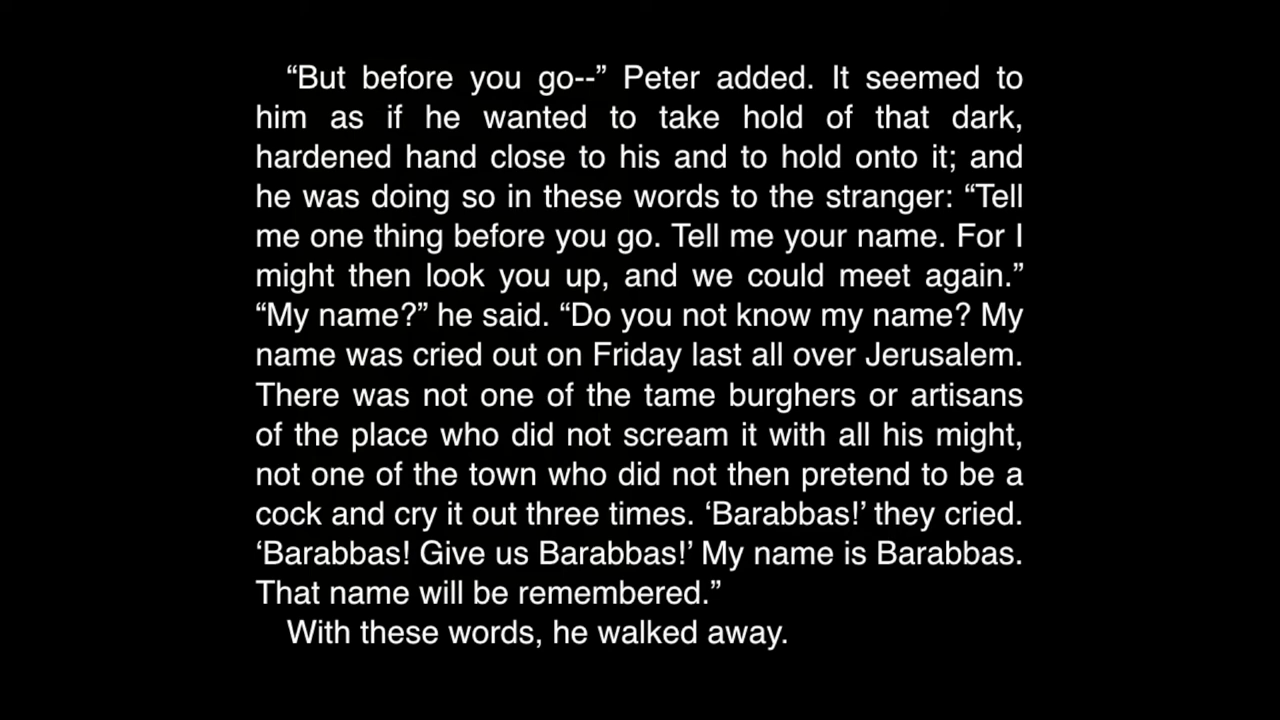 “But before you go--” Peter added. It seemed to
him as if he wanted to take hold of that dark,
hardened hand close to his and to hold onto it; and
he was doing so in these words to the stranger: “Tell
me one thing before you go. Tell me your name. For I
might then look you up, and we could meet again.”
“My name?” he said. “Do you not know my name? My
name was cried out on Friday last all over Jerusalem.
There was not one of the tame burghers or artisans
of the place who did not scream it with all his might,
not one of the town who did not then pretend to be a
cock and cry it out three times. ‘Barabbas!’ they cried.
‘Barabbas! Give us Barabbas!’ My name is Barabbas.
That name will be remembered.”
With these words, he walked away.